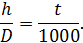 h/D = t/1000.